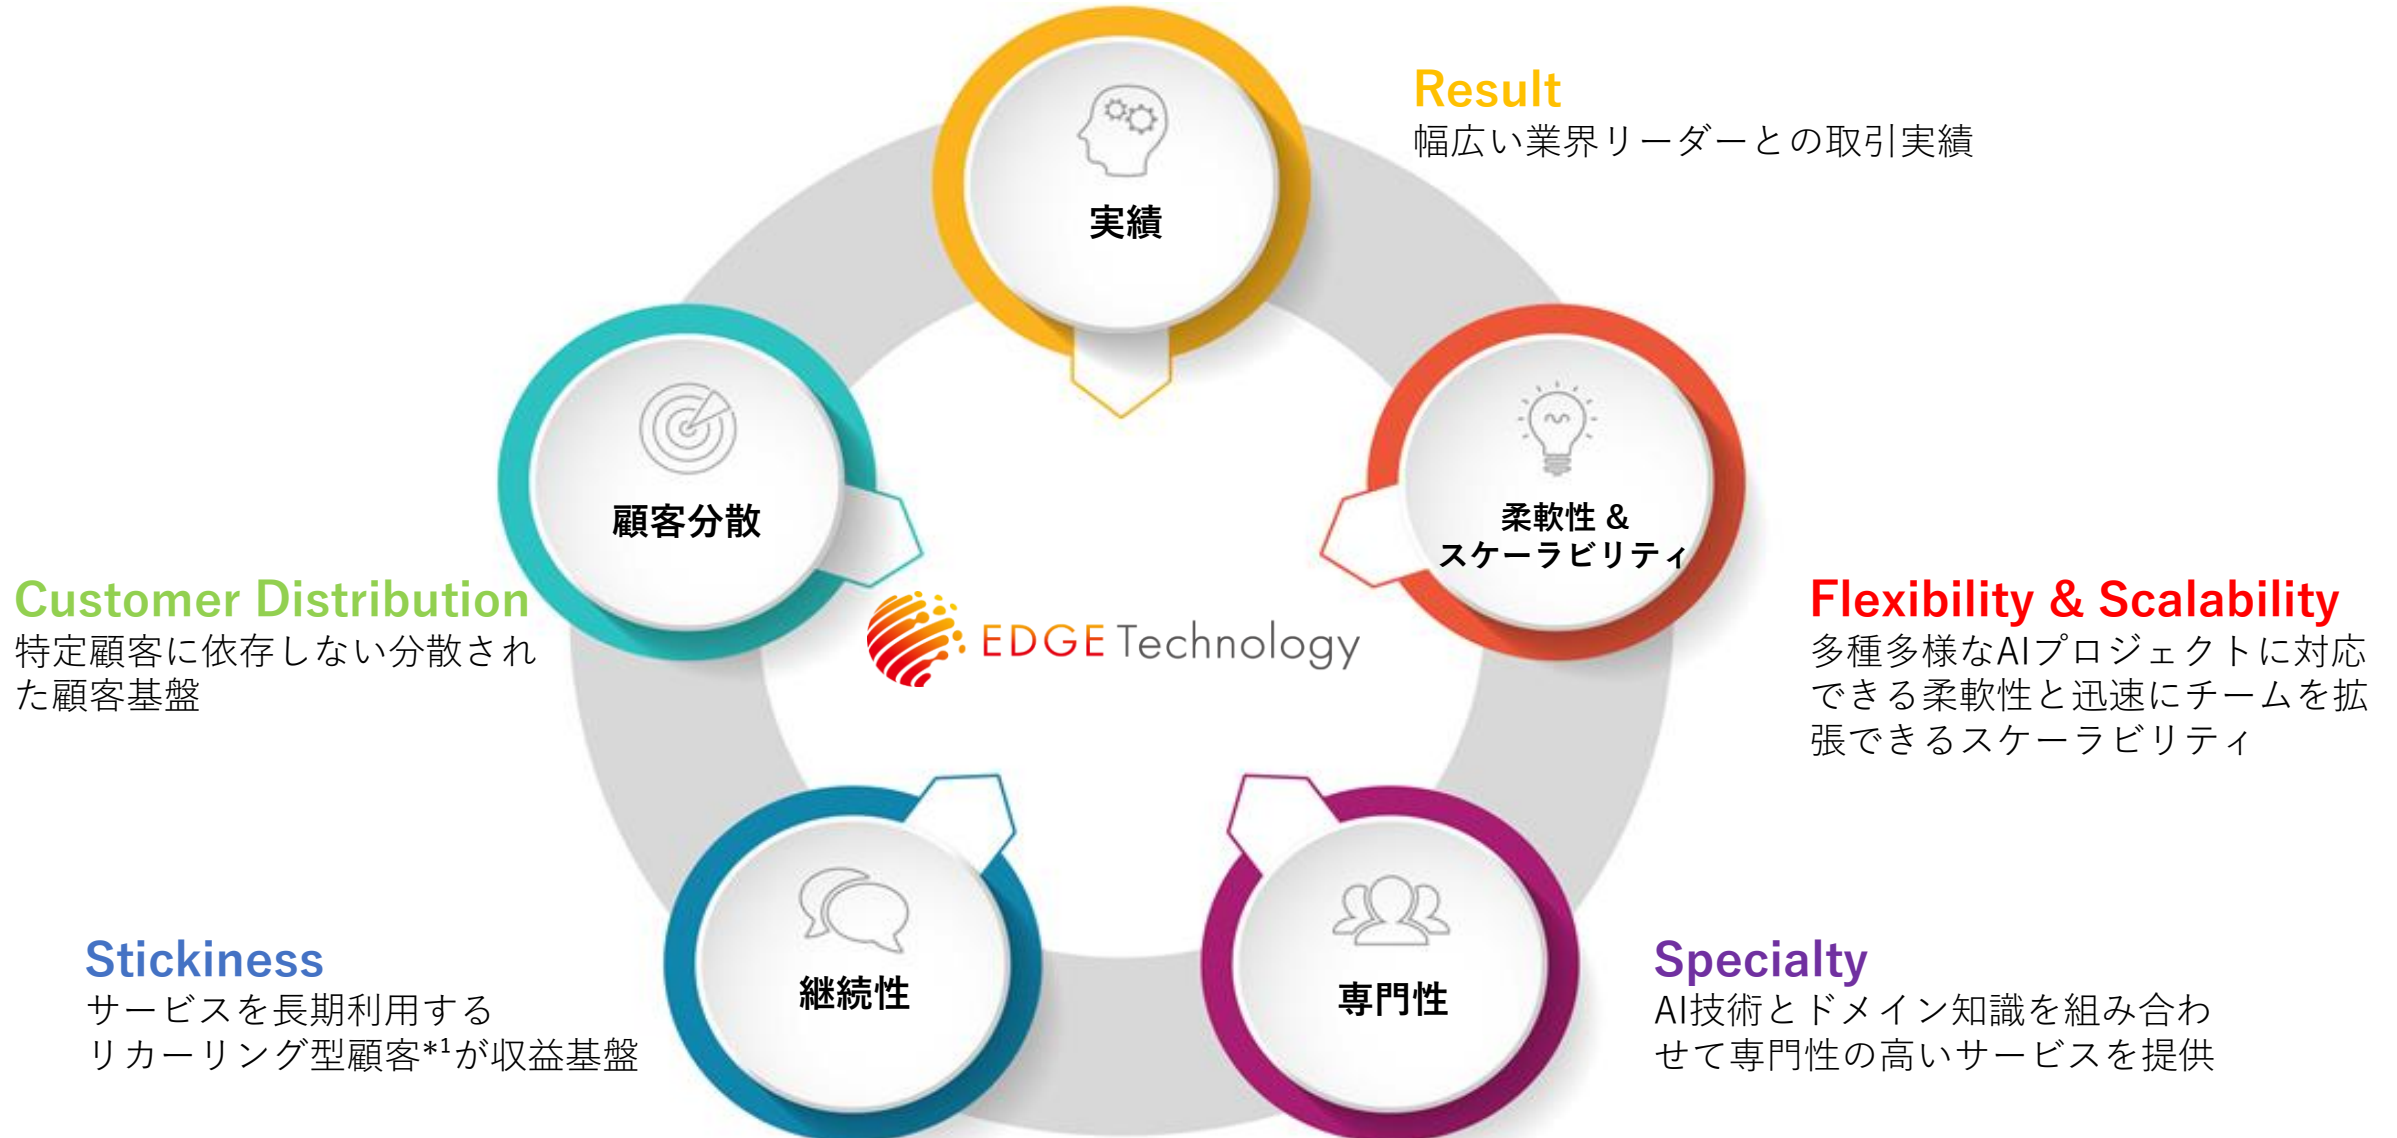 Result
幅広い業界リーダーとの取引実績
実績
柔軟性 &
スケーラビリティ
Flexibility & Scalability
多種多様なAIプロジェクトに対応
できる柔軟性と迅速にチームを拡
張できるスケーラビリティ
専門性
Specialty
AI技術とドメイン知識を組み合わ
せて専門性の高いサービスを提供
継続性
Stickiness
サービスを長期利用する
リカーリング型顧客*1が収益基盤
顧客分散
Customer Distribution
特定顧客に依存しない分散され
た顧客基盤
EDGE Technology